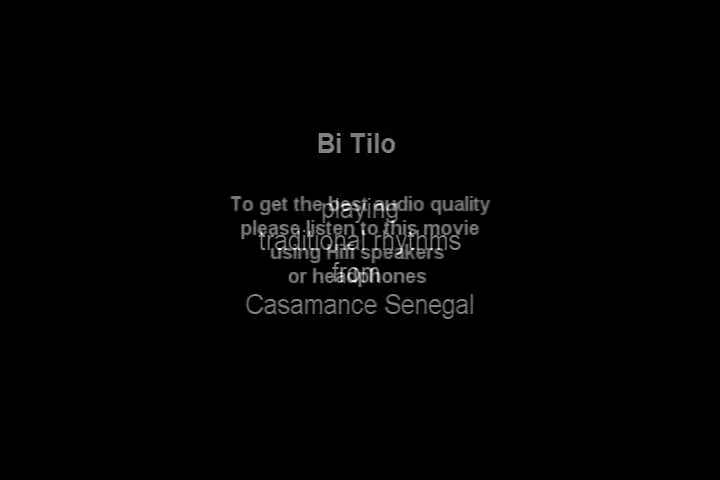 Bi Tilo
To get the best audio quality
playing
please listen to this movie
traditional rhythms
using Hifi speakers
from
or headphones
Casamance Senegal